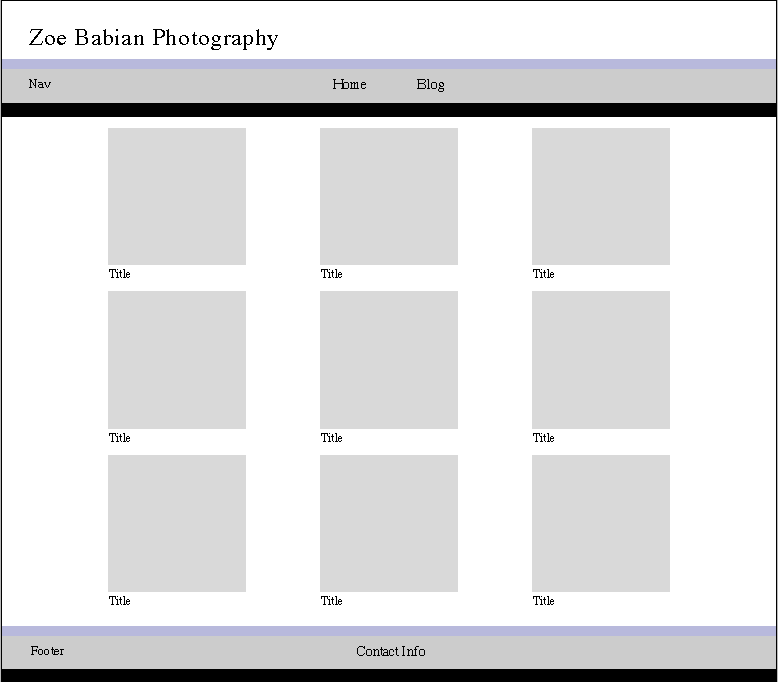 Zoe Babian Photography
Nav Home Blog
Title Title Title
Title Title Title
Title Title Title
Footer Contact Info